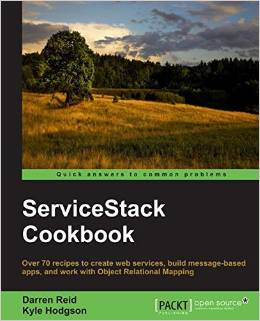 Quick answers to common problems
ServiceStack
Cookbook
Over 70 recipes to create web services, build message-based
apps, and work with Object Relational Mapping
Darren Reid
Kyle Hodgson
[PACKT] open source*
PUBLISHING